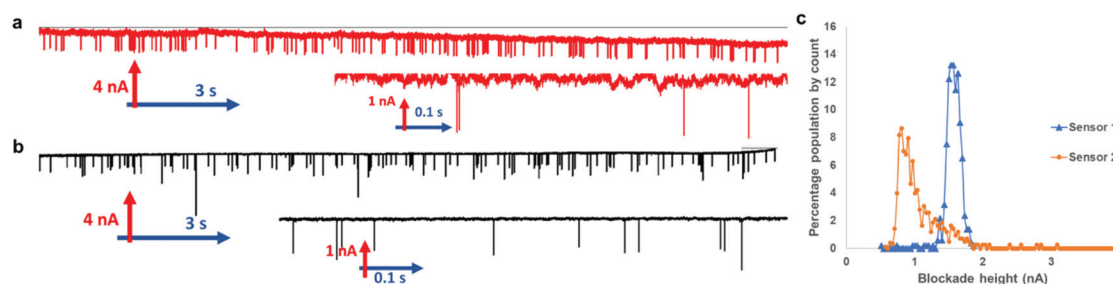 a
4 nA
3 s
1 nA
0.1 s
b
4 nA
3 s
1 nA
0.1 s
c
Percentage population by count
16
14
12
10
8
6
4
2
0
0
1
2
3
Blockade height (nA)
Sensor 1
Sensor 2